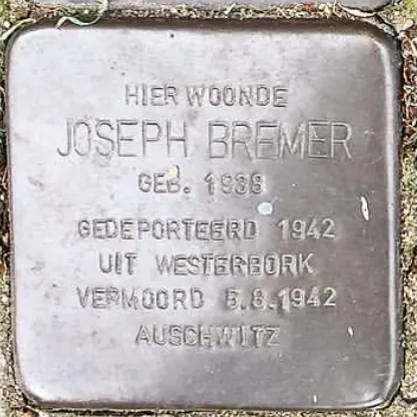 HIER WOONDE
JOSEPH BREMER
GEB. 1938
GEDEPORTEERD 1942
UIT WESTERBORK
VERMOORD 5.8.1942
AUSCHWITZ